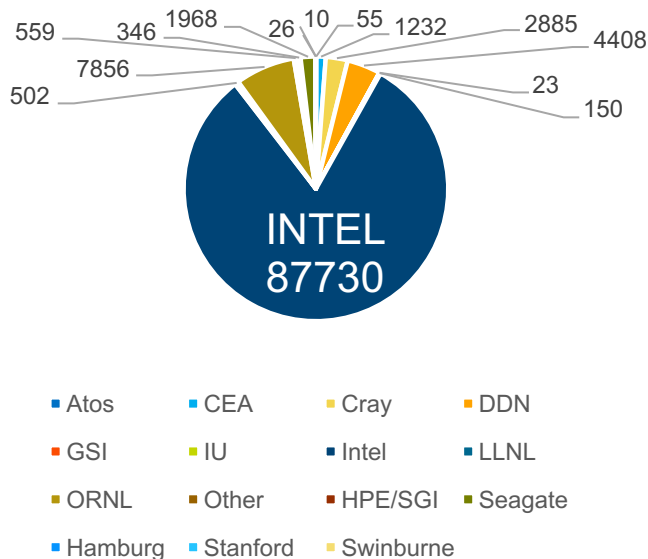 559 346 1968 26 10 55 1232 2885 4408
7856 23
502 150
INTEL
87730
Atos CEA Cray DDN
GSI IU Intel LLNL
ORNL Other HPE/SGI Seagate
Hamburg Stanford Swinburne